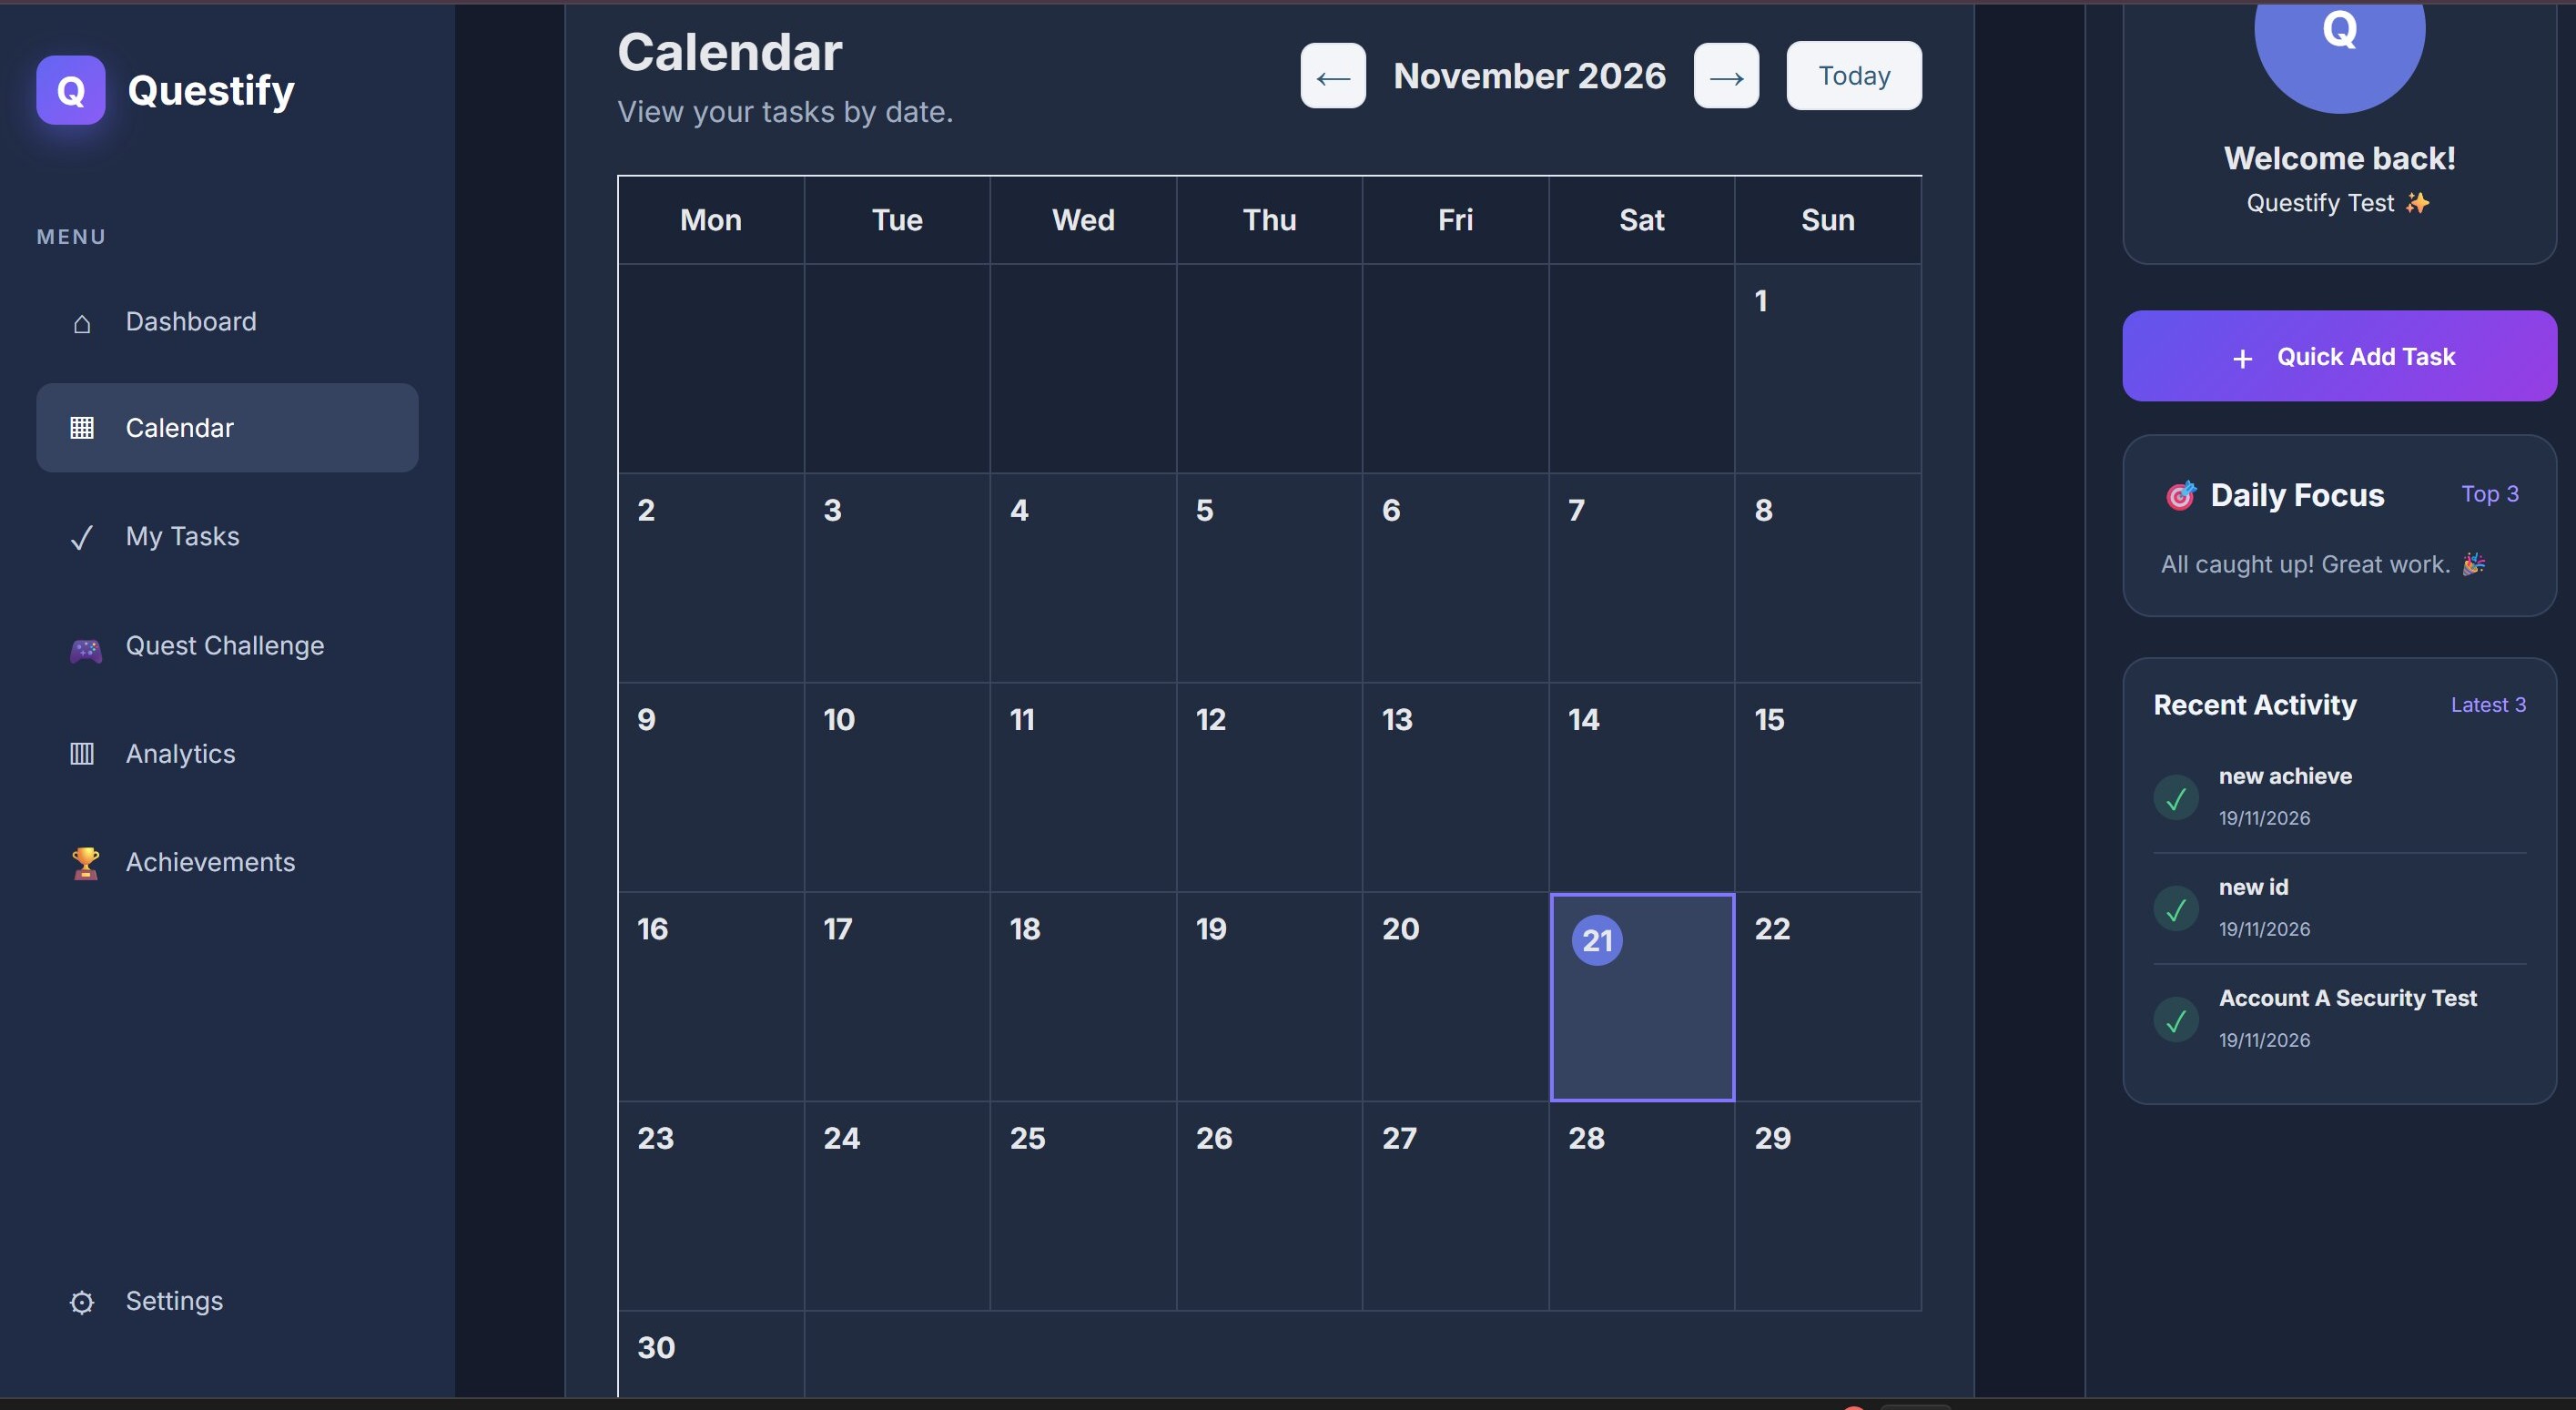 Q Questify
MENU
Dashboard
Calendar
My Tasks
Quest Challenge
Analytics
Achievements
Settings
Calendar
View your tasks by date.
← November 2026 → Today
Mon Tue Wed Thu Fri Sat Sun
1
2 3 4 5 6 7 8
9 10 11 12 13 14 15
16 17 18 19 20 21 22
23 24 25 26 27 28 29
30
Q
Welcome back!
Questify Test ✨
+ Quick Add Task
🎯 Daily Focus Top 3
All caught up! Great work. 🎉
Recent Activity Latest 3
✓ new achieve
19/11/2026
✓ new id
19/11/2026
✓ Account A Security Test
19/11/2026